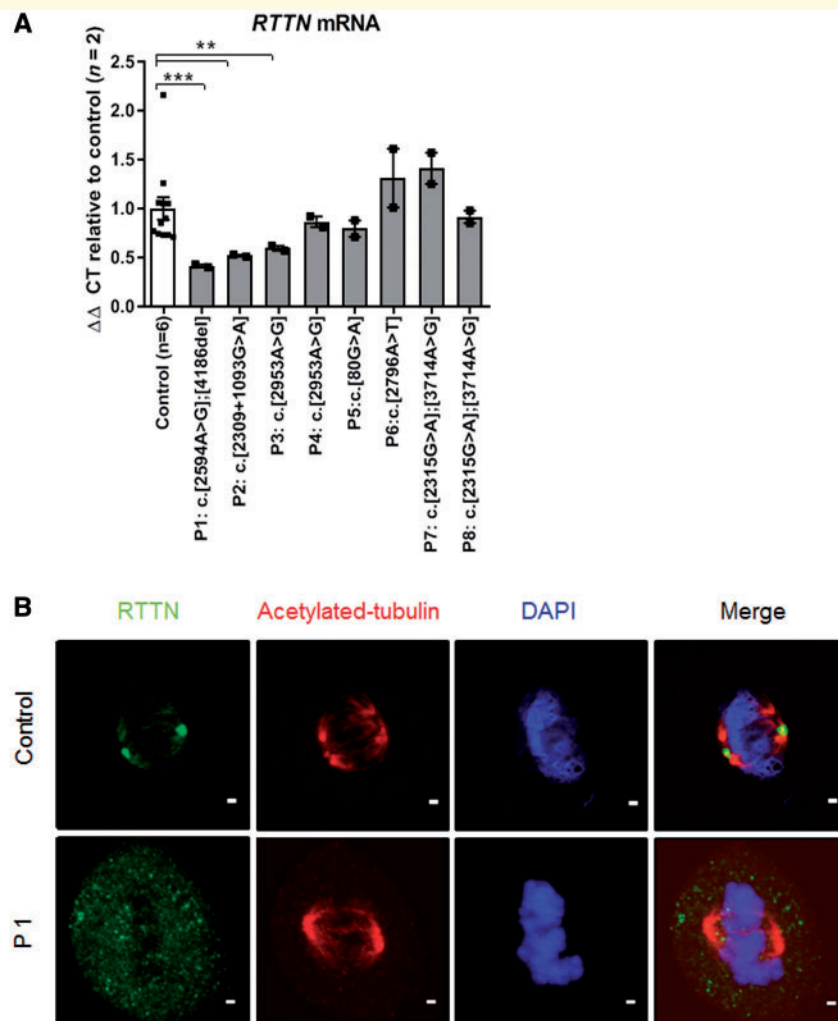 A
RTTN mRNA
**
***
ΔΔ CT relative to control (n = 2)
2.5
2.0
1.5
1.0
0.5
0.0
Control (n=6)
P1: c.[2594A>G];[4186del]
P2: c.[2309+1093G>A]
P3: c.[2953A>G]
P4: c.[2953A>G]
P5:c.[80G>A]
P6:c.[2796A>T]
P7: c.[2315G>A];[3714A>G]
P8: c.[2315G>A];[3714A>G]
B
RTTN Acetylated-tubulin DAPI Merge
Control
P 1